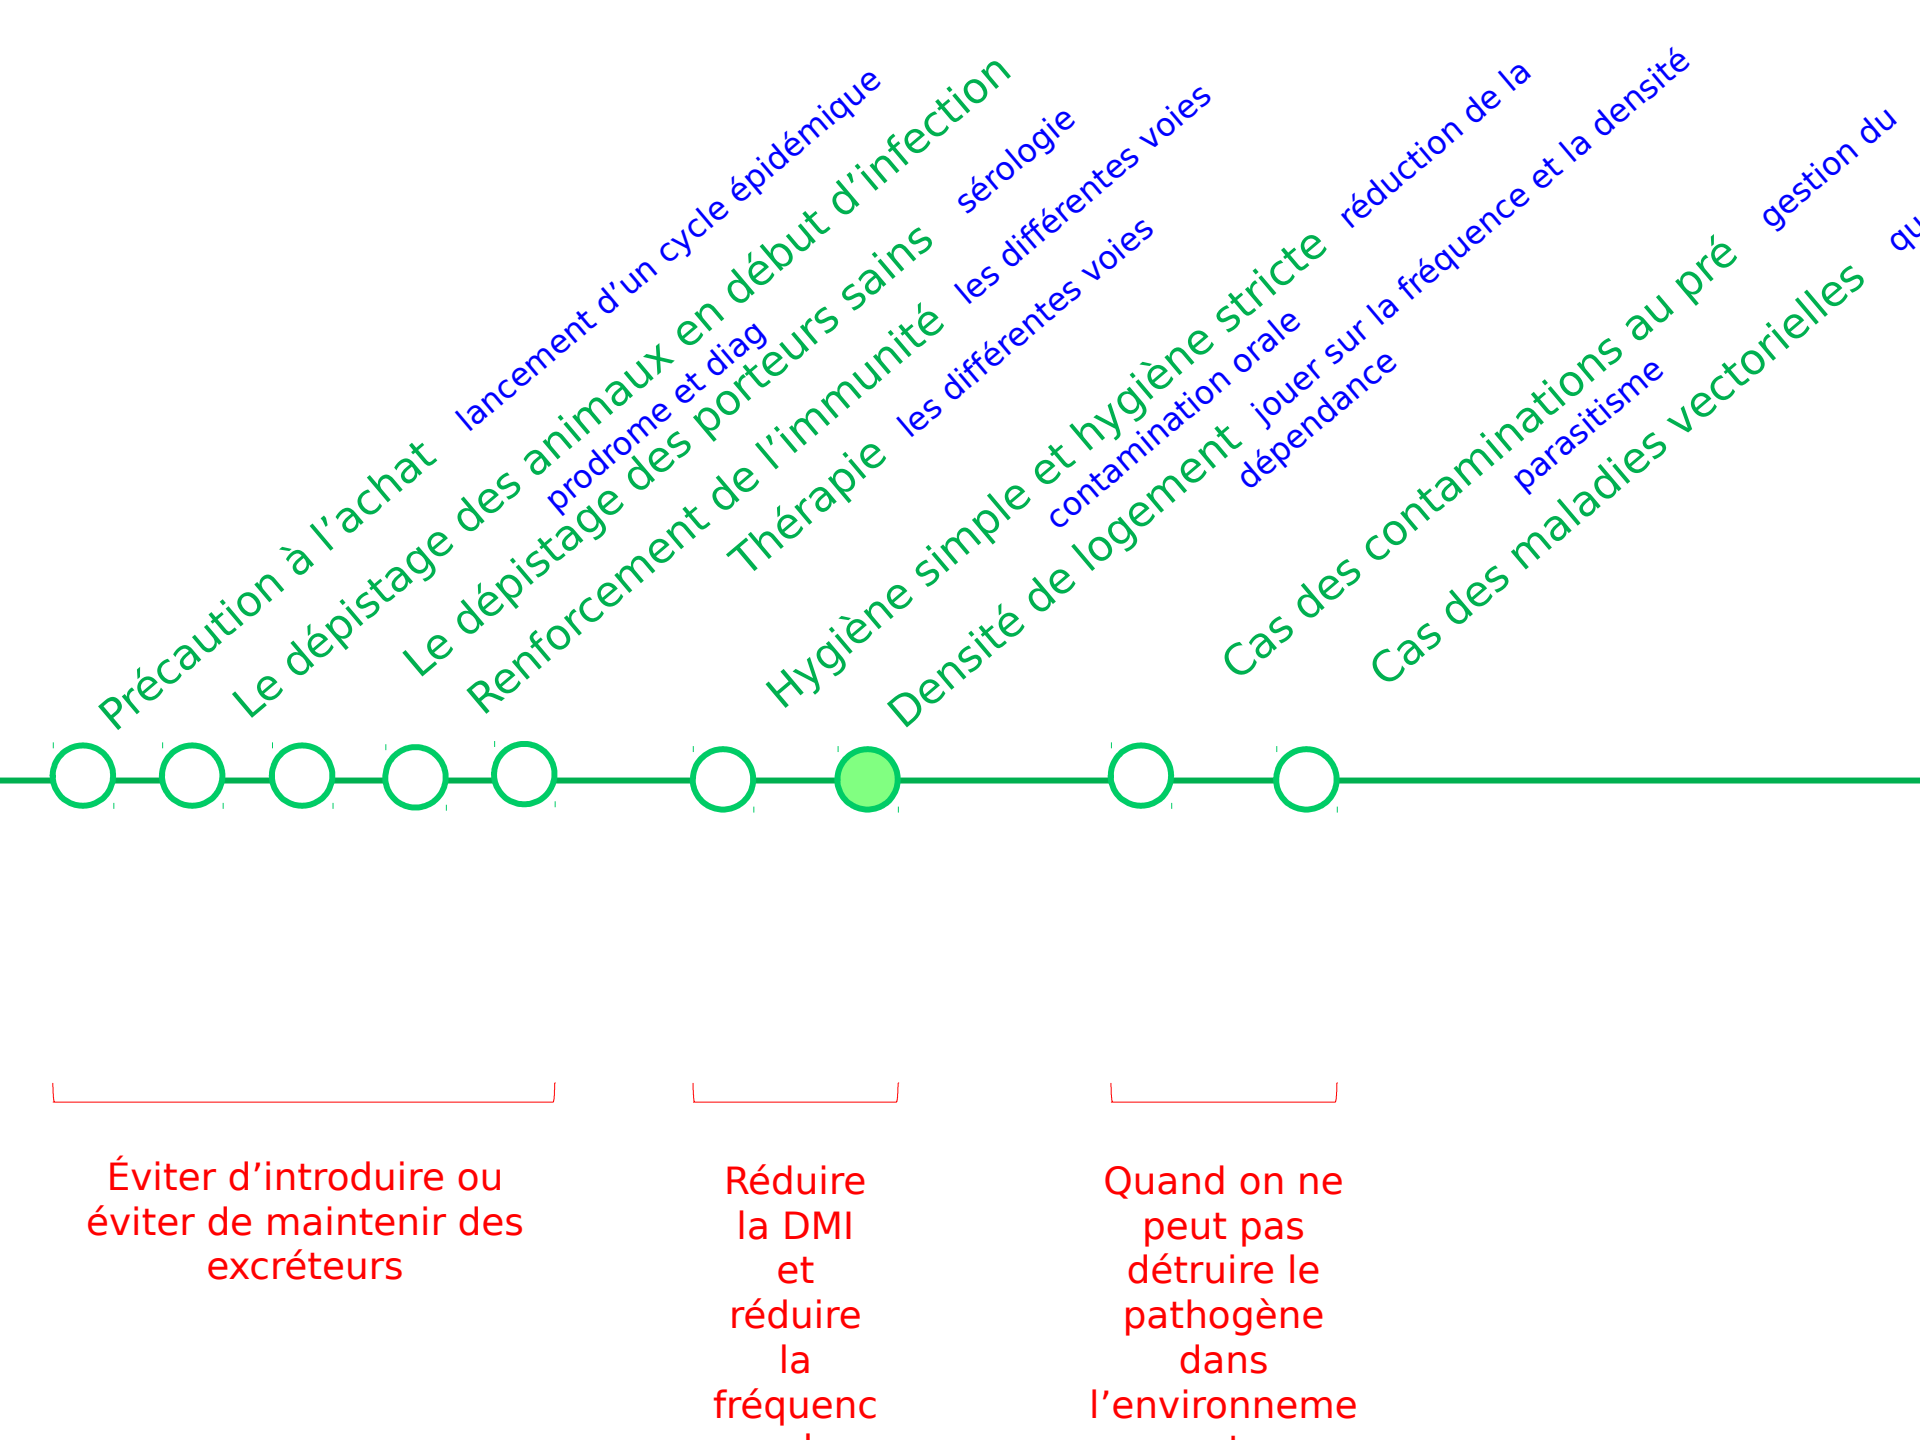 Précaution à l’achat lancement d’un cycle épidémique
Le dépistage des animaux en début d’infection
prodrome et diag
Le dépistage des porteurs sains sérologie
Renforcement de l’immunité les différentes voies
Thérapie les différentes voies
Hygiène simple et hygiène stricte réduction de la
contamination orale
Densité de logement jouer sur la fréquence et la densité
dépendance
Cas des contaminations au pré gestion du
parasitisme
Cas des maladies vectorielles
Éviter d’introduire ou
éviter de maintenir des
excréteurs
Réduire
la DMI
et
réduire
la
fréquenc
Quand on ne
peut pas
détruire le
pathogène
dans
l’environneme